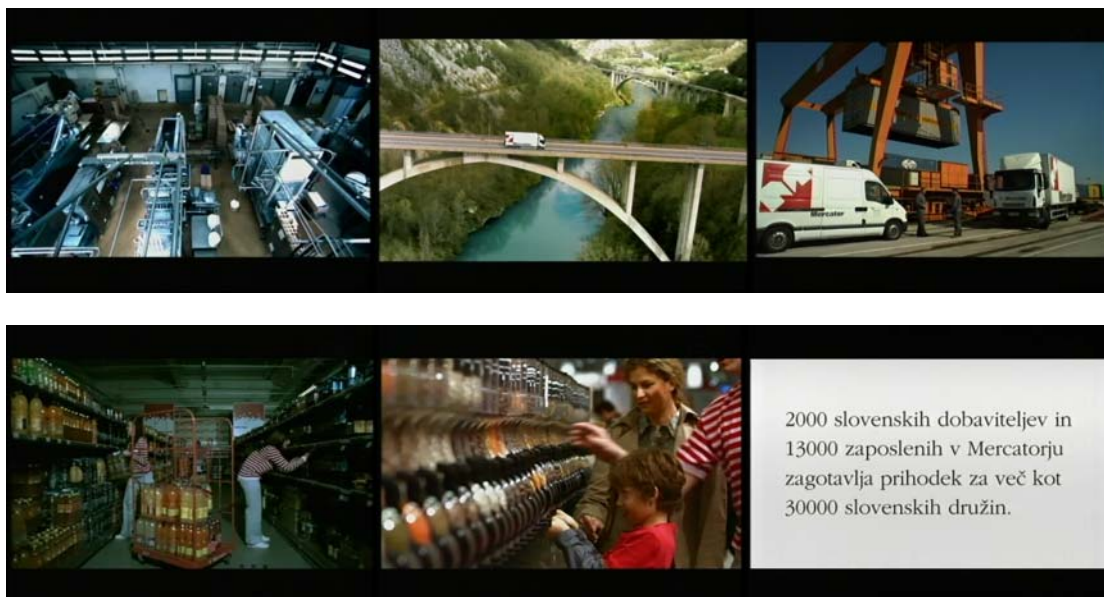 Mercator
2000 slovenskih dobaviteljev in
13000 zaposlenih v Mercatorju
zagotavlja prihodek za več kot
30000 slovenskih družin.